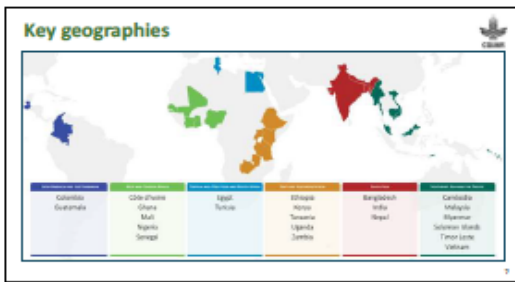 Key geographies
CGIAR
Colombia
Guatemala
Côte d'Ivoire
Ghana
Mali
Nigeria
Senegal
Egypt
Tunisia
Ethiopia
Kenya
Tanzania
Uganda
Zambia
Bangladesh
India
Nepal
Cambodia
Malaysia
Myanmar
Solomon Islands
Timor Leste
Vietnam
7